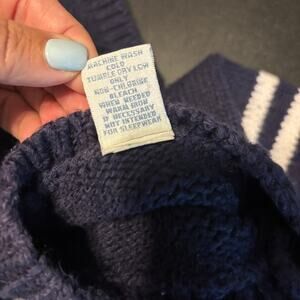 MACHINE WASH
COLD
TUMBLE DRY LOW
ONLY
NON-CHLORINE
BLEACH
WHEN NEEDED
WARM IRON
IF NECESSARY
NOT INTENDED
FOR SLEEPWEAR